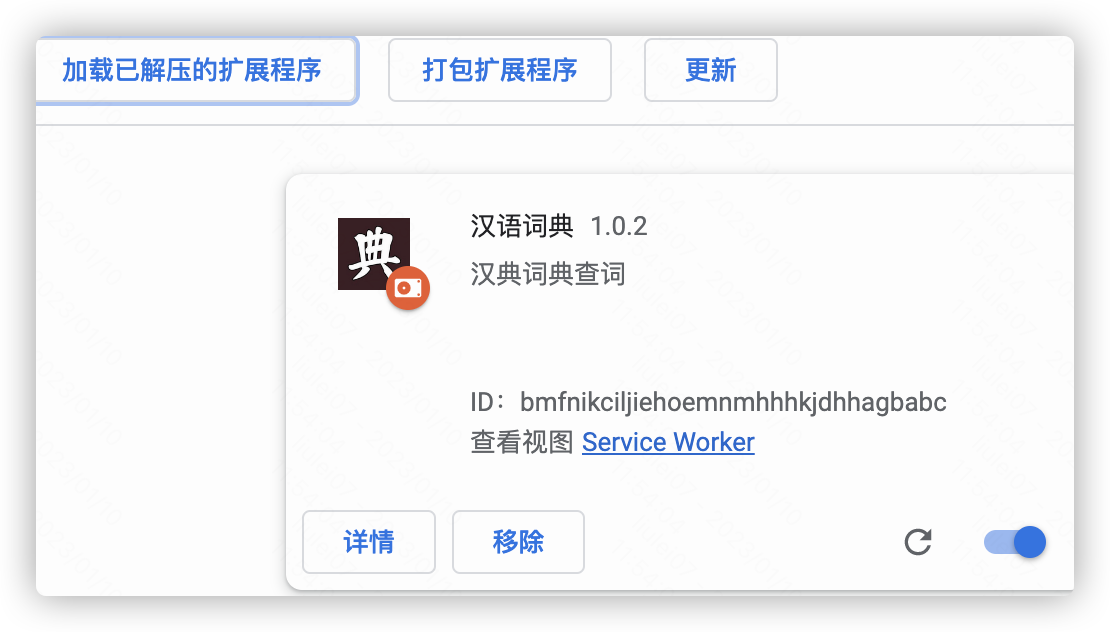 加载已解压的扩展程序 打包扩展程序 更新
典
汉语词典 1.0.2
汉典词典查词
ID：bmfnikciljiehoemnmhhhkjdhhagbabc
查看视图 Service Worker
详情 移除